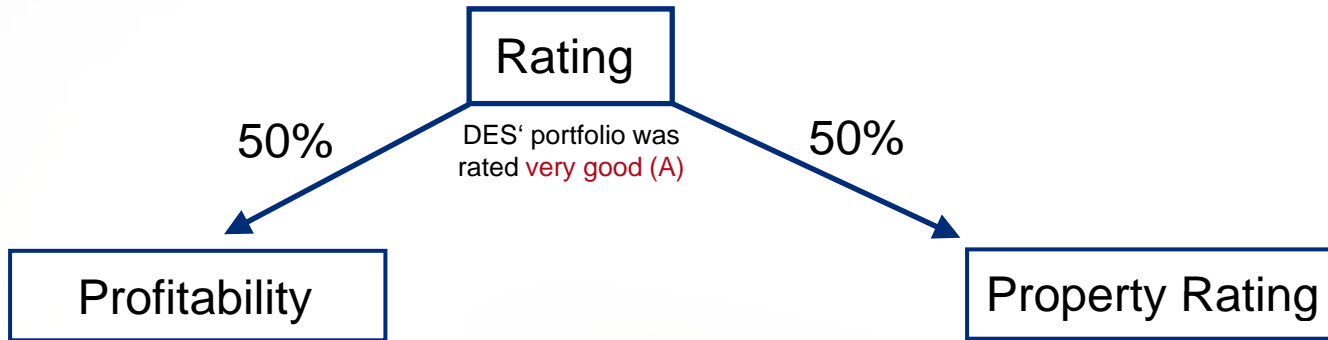 Rating
50%
DES‘ portfolio was
rated very good (A)
50%
Profitability
Property Rating